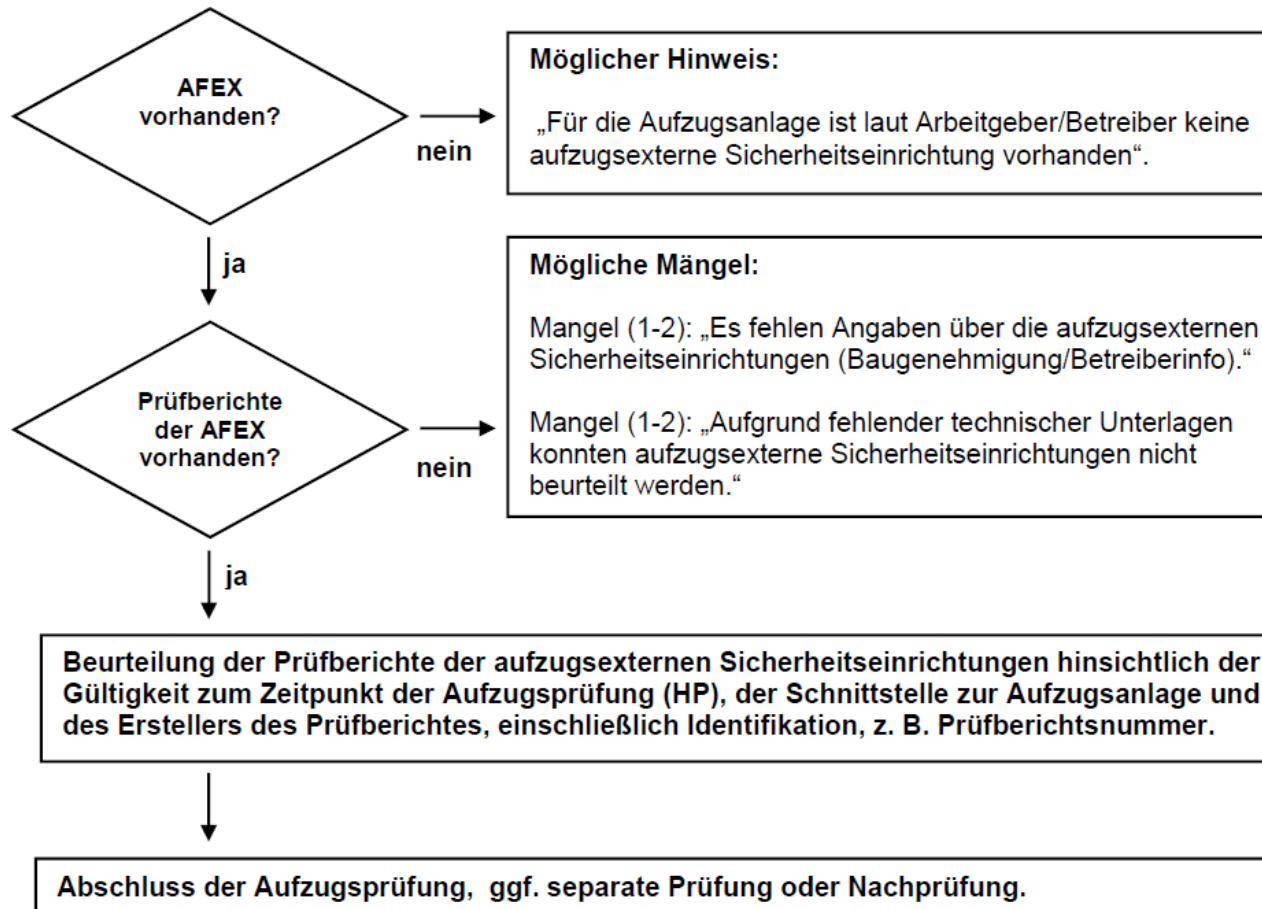 AFEX
vorhanden?
nein
Möglicher Hinweis:
„Für die Aufzugsanlage ist laut Arbeitgeber/Betreiber keine
aufzugsexterne Sicherheitseinrichtung vorhanden“.
ja
Prüfberichte
der AFEX
vorhanden?
nein
Mögliche Mängel:
Mangel (1-2): „Es fehlen Angaben über die aufzugsexternen
Sicherheitseinrichtungen (Baugenehmigung/Betreiberinfo).“
Mangel (1-2): „Aufgrund fehlender technischer Unterlagen
konnten aufzugsexterne Sicherheitseinrichtungen nicht
beurteilt werden.“
ja
Beurteilung der Prüfberichte der aufzugsexternen Sicherheitseinrichtungen hinsichtlich der
Gültigkeit zum Zeitpunkt der Aufzugsprüfung (HP), der Schnittstelle zur Aufzugsanlage und
des Erstellers des Prüfberichtes, einschließlich Identifikation, z. B. Prüfberichtsnummer.
Abschluss der Aufzugsprüfung, ggf. separate Prüfung oder Nachprüfung.